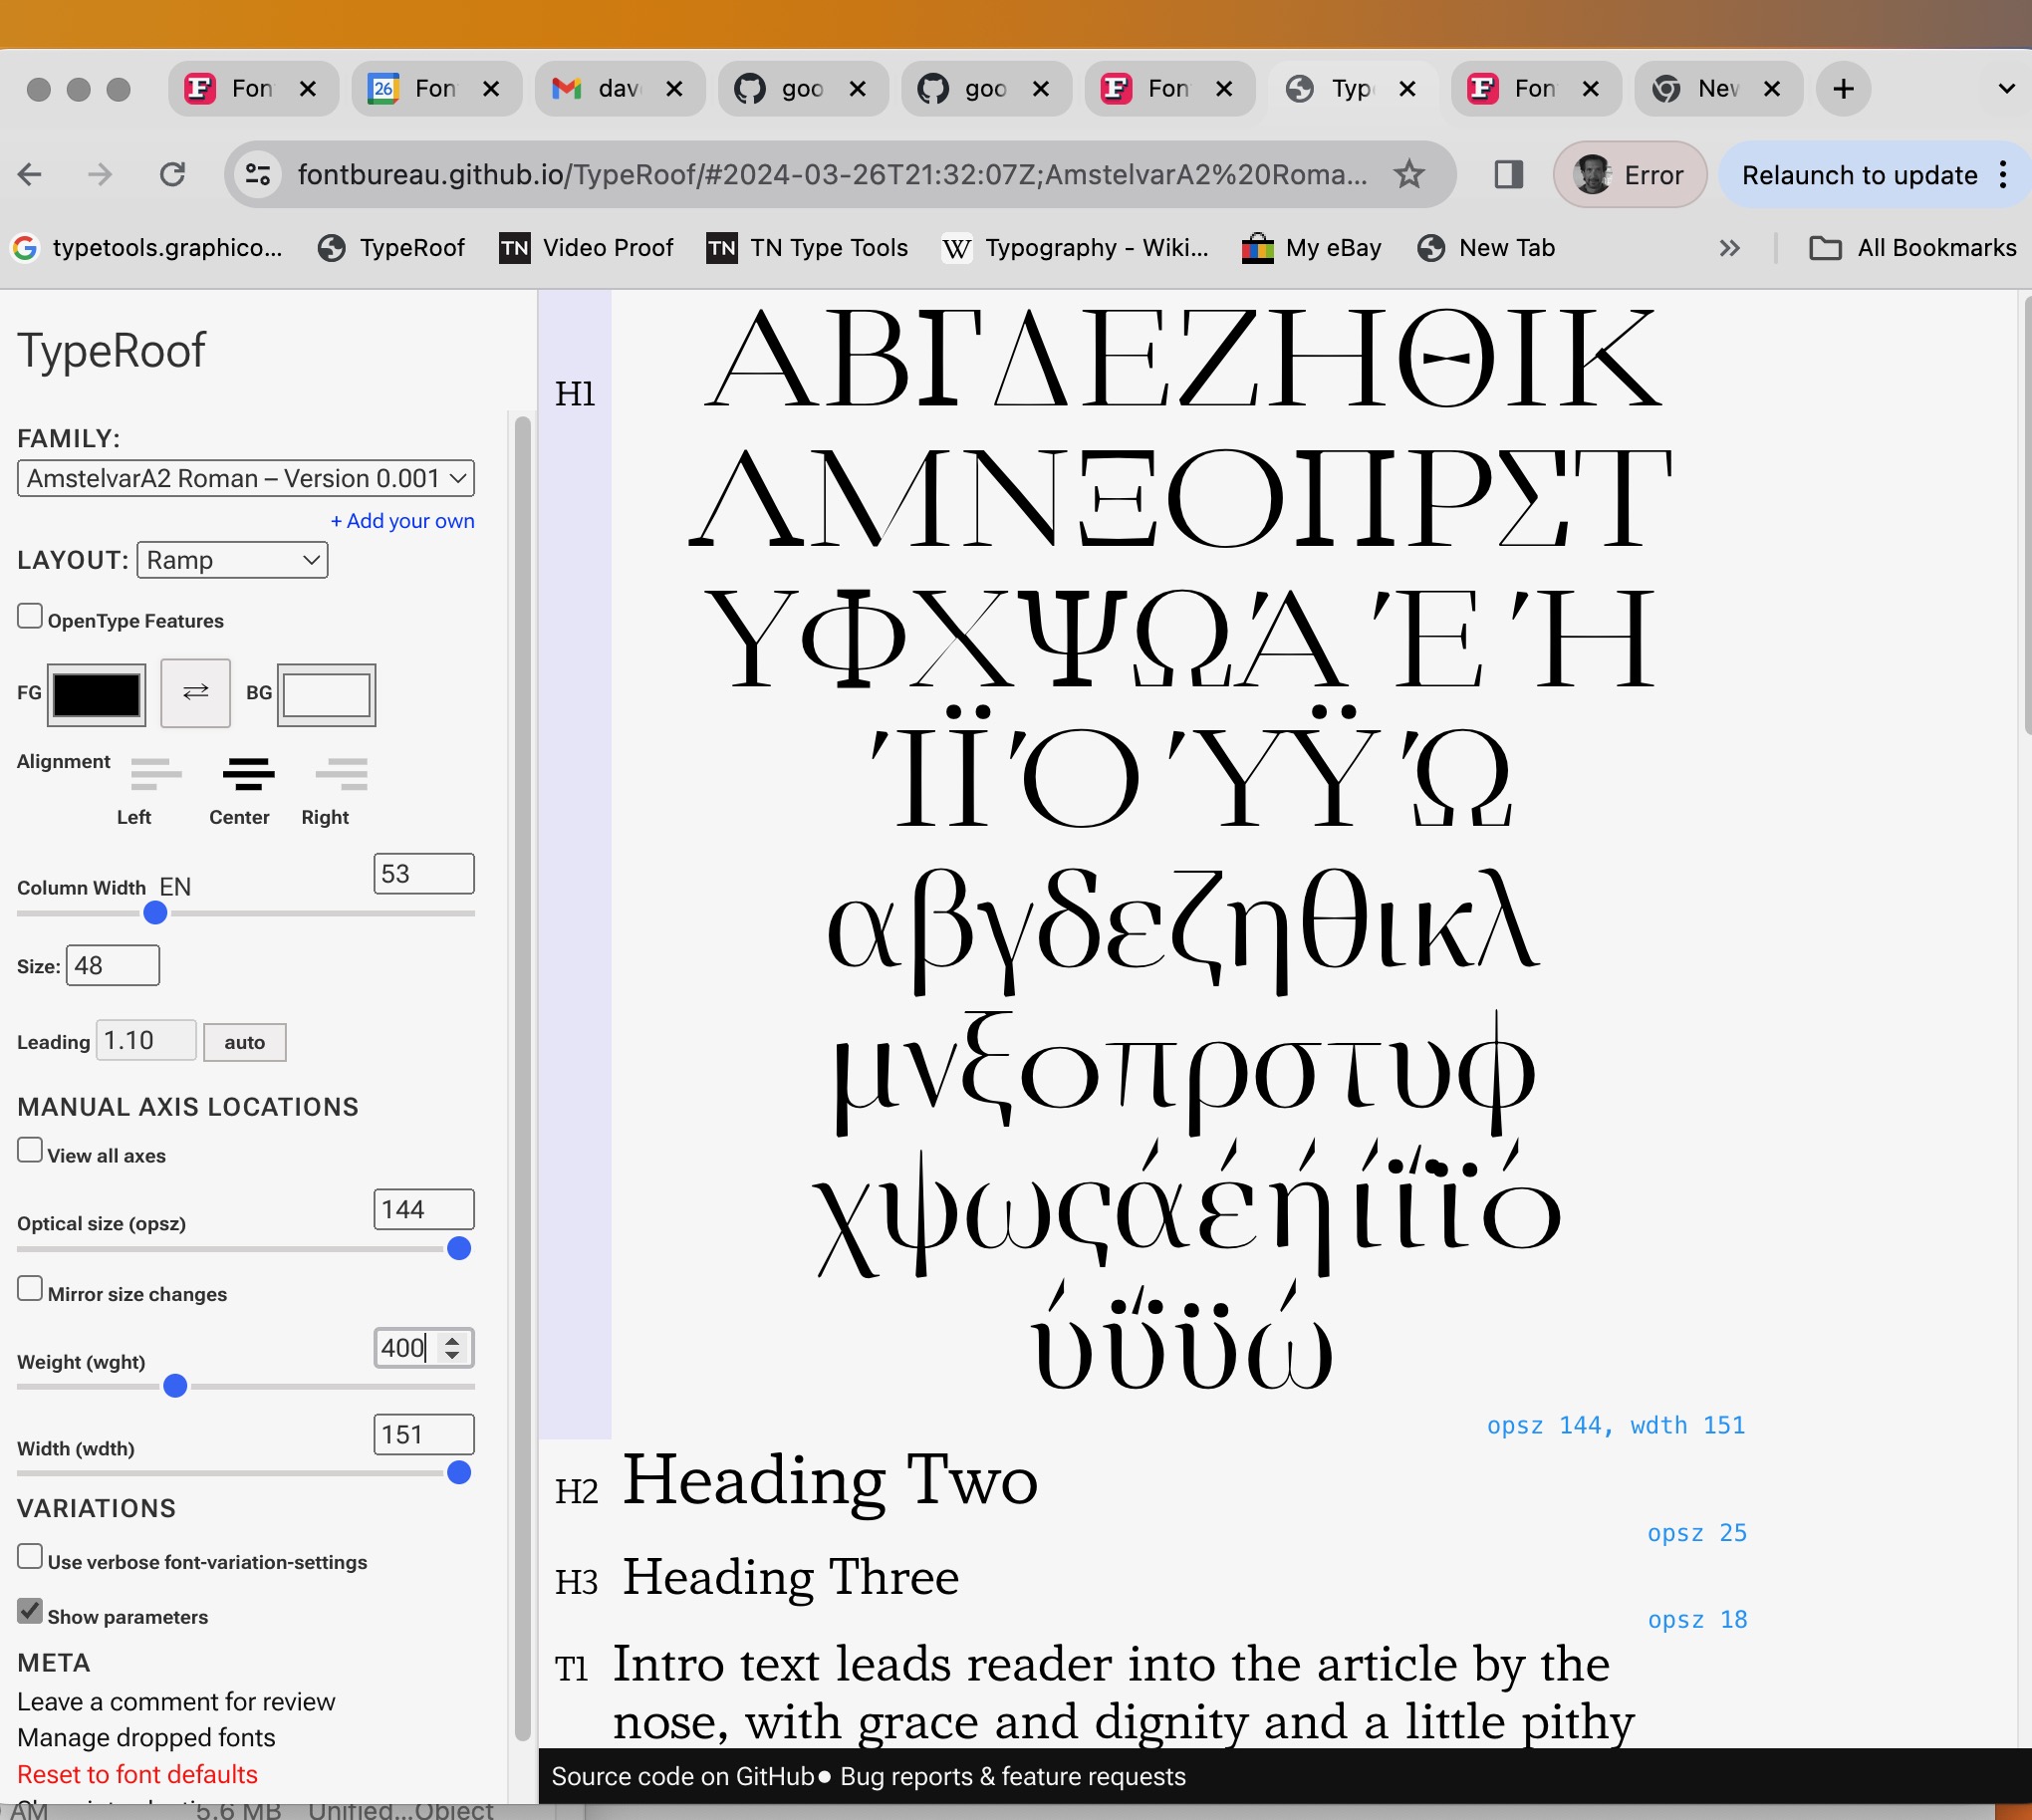 Fon
Fon
dav
goo
goo
Fon
Typ
Fon
New
fontbureau.github.io/TypeRoof/#2024-03-26T21:32:07Z;AmstelvarA2%20Roma...
Error
Relaunch to update
typetools.graphico...
TypeRoof
TN Video Proof
TN TN Type Tools
W Typography - Wiki...
My eBay
New Tab
All Bookmarks
TypeRoof
FAMILY:
AmstelvarA2 Roman – Version 0.001
+ Add your own
LAYOUT: Ramp
OpenType Features
FG
BG
Alignment
Left Center Right
Column Width EN 53
Size: 48
Leading 1.10 auto
MANUAL AXIS LOCATIONS
View all axes
Optical size (opsz) 144
Mirror size changes
Weight (wght) 400
Width (wdth) 151
VARIATIONS
Use verbose font-variation-settings
Show parameters
META
Leave a comment for review
Manage dropped fonts
Reset to font defaults
H1
ΑΒΓΔΕΖΗΘΙΚ
ΛΜΝΞΟΠΡΣΤ
ΥΦΧΨΩΆΈΉ
ΊΪΌΎΫΏ
αβγδεζηθικλ
μνξοπρστυφ
χψωςάέήίΐϊό
ύΰϋώ
opsz 144, wdth 151
H2 Heading Two
opsz 25
H3 Heading Three
opsz 18
T1 Intro text leads reader into the article by the
nose, with grace and dignity and a little pithy
Source code on GitHub● Bug reports & feature requests
AM 5.6 MB Unified...Object